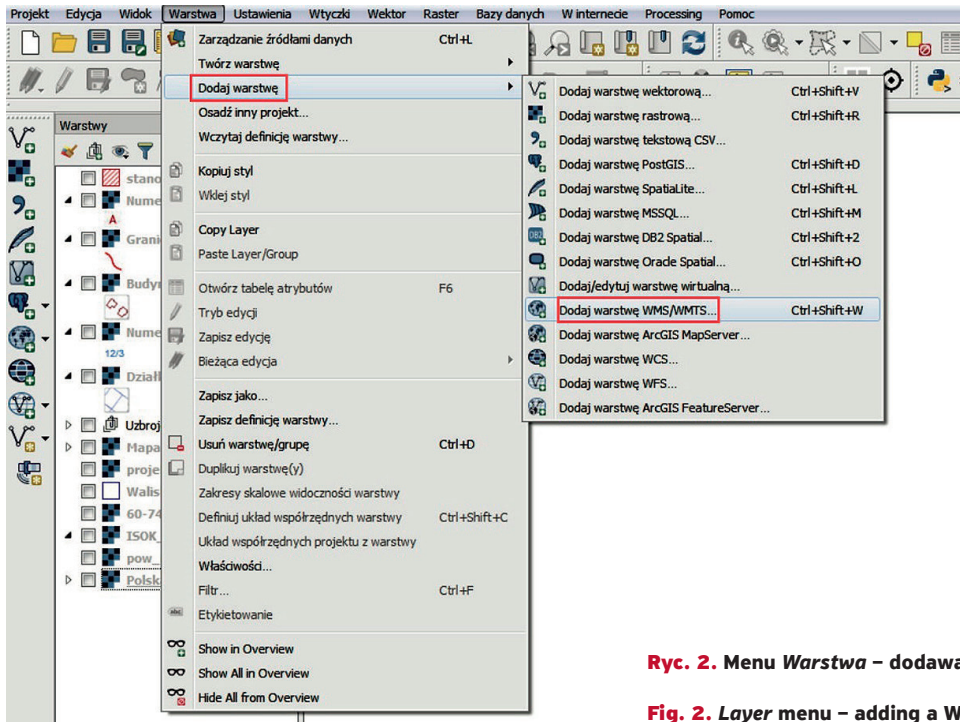 Projekt Edycja Widok Warstwa Ustawienia Wtyczki Wektor Raster Bazy danych W internecie Processing Pomoc
Zarządzanie źródłami danych Ctrl+L
Twórz warstwę
Dodaj warstwę
Osadź inny projekt...
Wczytaj definicję warstwy...
Kopiuj styl
Wklej styl
Copy Layer
Paste Layer/Group
Otwórz tabelę atrybutów F6
Tryb edycji
Zapisz edycję
Bieżąca edycja
Zapisz jako...
Zapisz definicję warstwy...
Usuń warstwę/grupę Ctrl+D
Duplikuj warstwę(y)
Zakresy skalowe widoczności warstwy
Definiuj układ współrzędnych warstwy Ctrl+Shift+C
Układ współrzędnych projektu z warstwy
Właściwości...
Filtr... Ctrl+F
abc Etykietowanie
Show in Overview
Show All in Overview
Hide All from Overview
Dodaj warstwę wektorową... Ctrl+Shift+V
Dodaj warstwę rastrową... Ctrl+Shift+R
Dodaj warstwę tekstową CSV...
Dodaj warstwę PostGIS... Ctrl+Shift+D
Dodaj warstwę SpatiaLite... Ctrl+Shift+L
Dodaj warstwę MSSQL... Ctrl+Shift+M
DB2 Dodaj warstwę DB2 Spatial... Ctrl+Shift+2
Dodaj warstwę Oracle Spatial... Ctrl+Shift+O
Dodaj/edytuj warstwę wirtualną...
Dodaj warstwę WMS/WMTS... Ctrl+Shift+W
Dodaj warstwę ArcGIS MapServer...
Dodaj warstwę WCS...
Dodaj warstwę WFS...
Dodaj warstwę ArcGIS FeatureServer...
Warstwy
stano
Nume
A
Grani
Budyn
Nume
12/3
Dział
Uzbroj
Mapa
proje
Walis
60-74
ISOK_
pow_
Polsk
Ryc. 2. Menu Warstwa – dodawa
Fig. 2. Layer menu – adding a W